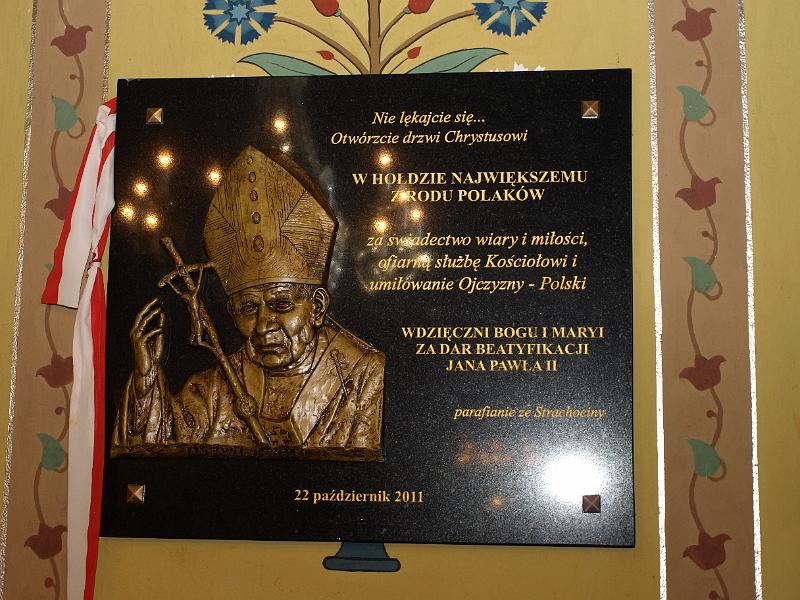 Nie lękajcie się...
Otwórzcie drzwi Chrystusowi
W HOŁDZIE NAJWIĘKSZEMU
Z RODU POLAKÓW
za świadectwo wiary i miłości,
ofiarną służbę Kościołowi i
umiłowanie Ojczyzny - Polski
WDZIĘCZNI BOGU I MARYI
ZA DAR BEATYFIKACJI
JANA PAWŁA II
parafianie ze Strachociny
22 październik 2011